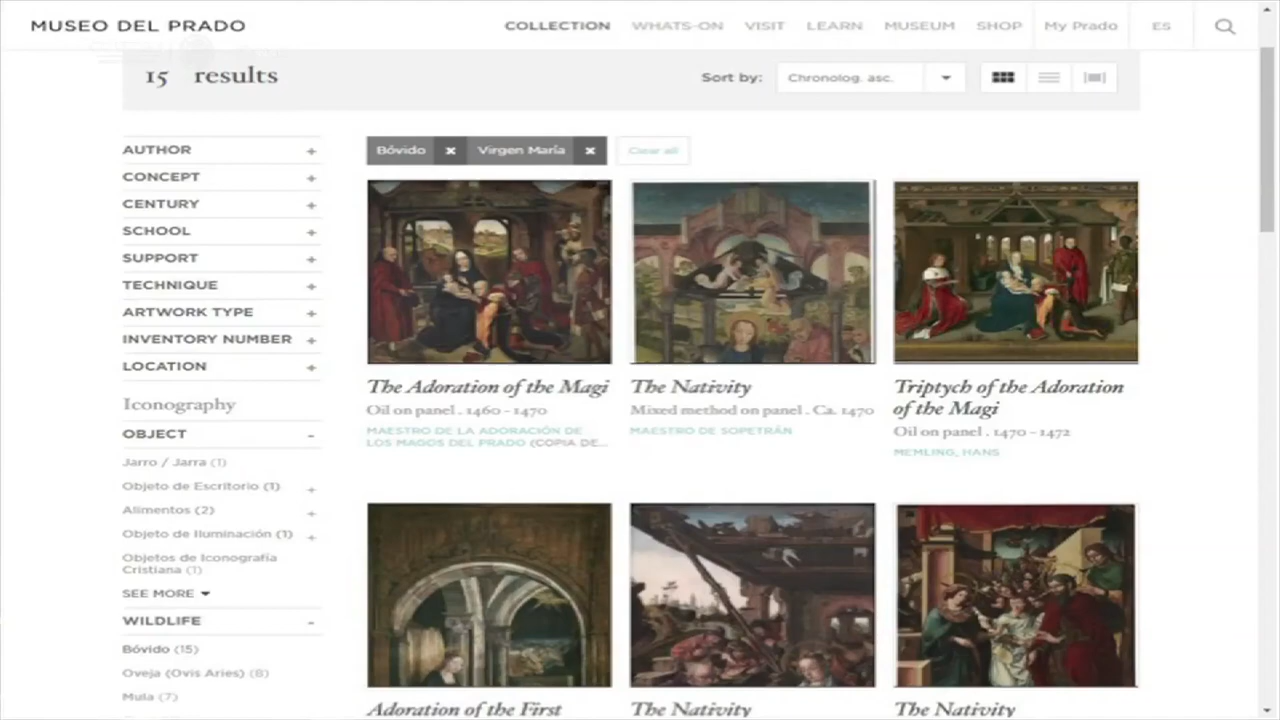 MUSEO DEL PRADO
COLLECTION WHATS-ON VISIT LEARN MUSEUM SHOP My Prado ES
15 results
Sort by: Chronolog. asc.
AUTHOR +
CONCEPT +
CENTURY +
SCHOOL +
SUPPORT +
TECHNIQUE +
ARTWORK TYPE +
INVENTORY NUMBER +
LOCATION +
Iconography
OBJECT -
Jarro / Jarra (1)
Objeto de Escritorio (1) +
Alimentos (2) +
Objeto de Iluminación (1) +
Objetos de Iconografía
Cristiana (1)
SEE MORE
WILDLIFE -
Bóvido (15)
Oveja (Ovis Aries) (8)
Mula (7)
Bóvido x Virgen María x Clear all
The Adoration of the Magi
Oil on panel . 1460 - 1470
MAESTRO DE LA ADORACIÓN DE
LOS MAGOS DEL PRADO (COPIA DE...
The Nativity
Mixed method on panel . Ca. 1470
MAESTRO DE SOPETRÁN
Triptych of the Adoration
of the Magi
Oil on panel . 1470 - 1472
MEMLING, HANS
Adoration of the First
The Nativity
The Nativity